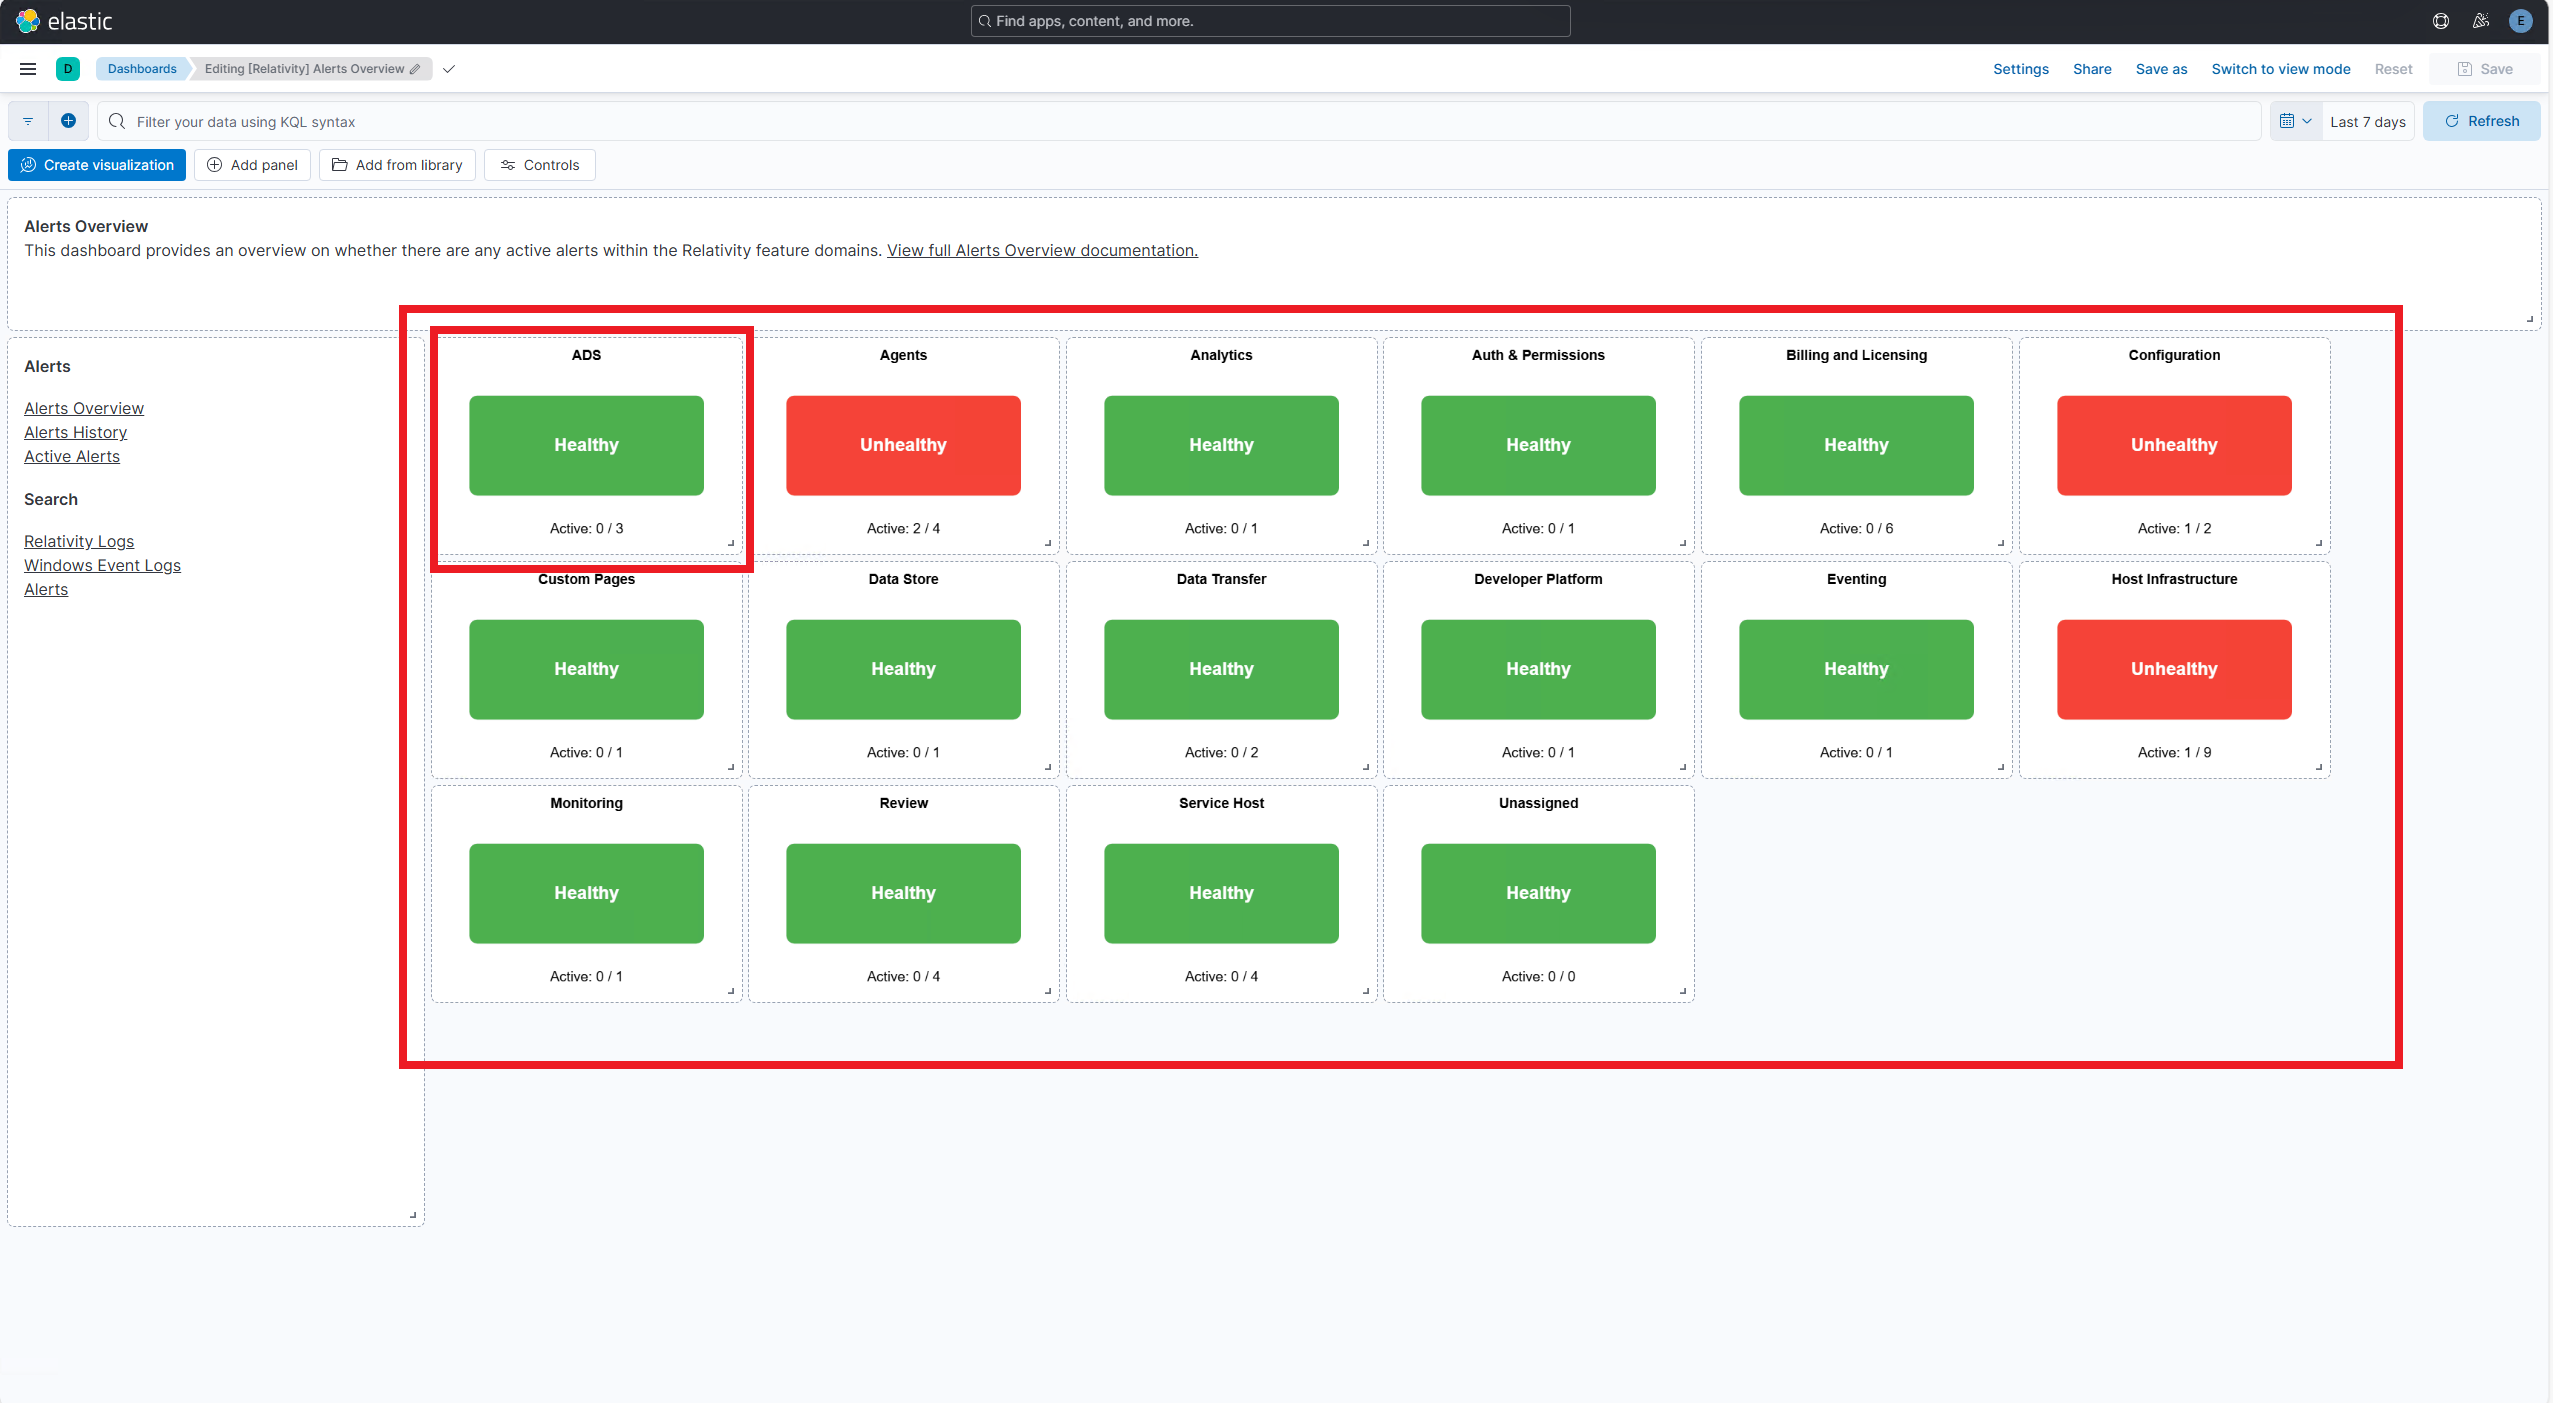 elastic
Find apps, content, and more.
E
D
Dashboards
Editing [Relativity] Alerts Overview
Settings
Share
Save as
Switch to view mode
Reset
Save
Filter your data using KQL syntax
Last 7 days
Refresh
Create visualization
Add panel
Add from library
Controls
Alerts Overview
This dashboard provides an overview on whether there are any active alerts within the Relativity feature domains. View full Alerts Overview documentation.
Alerts
Alerts Overview
Alerts History
Active Alerts
Search
Relativity Logs
Windows Event Logs
Alerts
ADS
Healthy
Active: 0 / 3
Agents
Unhealthy
Active: 2 / 4
Analytics
Healthy
Active: 0 / 1
Auth & Permissions
Healthy
Active: 0 / 1
Billing and Licensing
Healthy
Active: 0 / 6
Configuration
Unhealthy
Active: 1 / 2
Custom Pages
Healthy
Active: 0 / 1
Data Store
Healthy
Active: 0 / 1
Data Transfer
Healthy
Active: 0 / 2
Developer Platform
Healthy
Active: 0 / 1
Eventing
Healthy
Active: 0 / 1
Host Infrastructure
Unhealthy
Active: 1 / 9
Monitoring
Healthy
Active: 0 / 1
Review
Healthy
Active: 0 / 4
Service Host
Healthy
Active: 0 / 4
Unassigned
Healthy
Active: 0 / 0